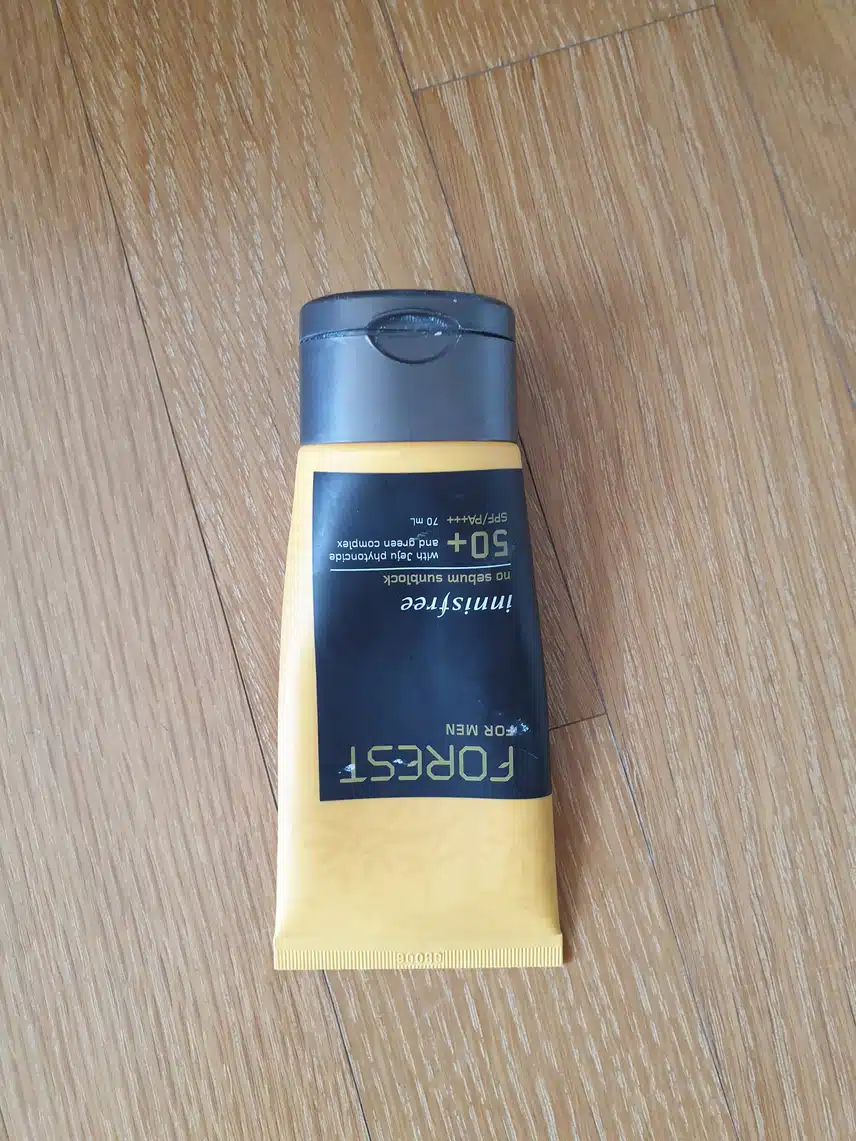 FOREST
FOR MEN
innisfree
no sebum sunblock
50+
SPF/PA+++
with Jeju phytoncide
and green complex
70 mL